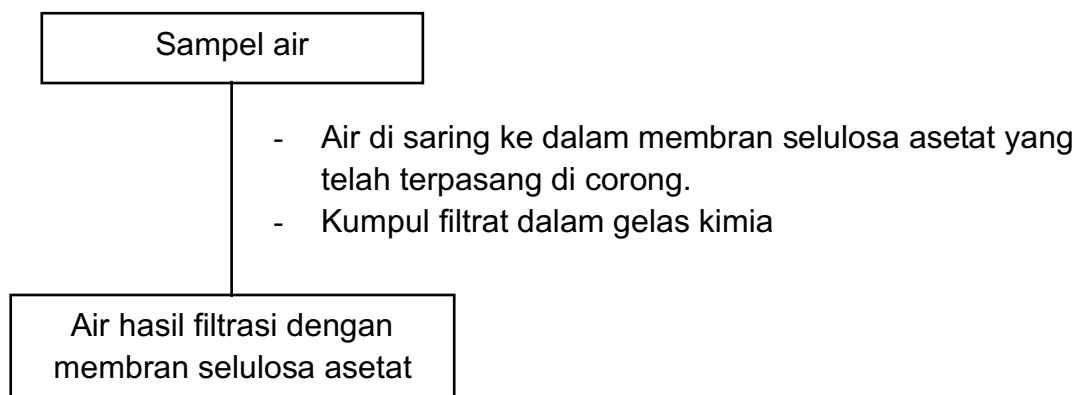 Sampel air
- Air di saring ke dalam membran selulosa asetat yang
telah terpasang di corong.
- Kumpul filtrat dalam gelas kimia
Air hasil filtrasi dengan
membran selulosa asetat